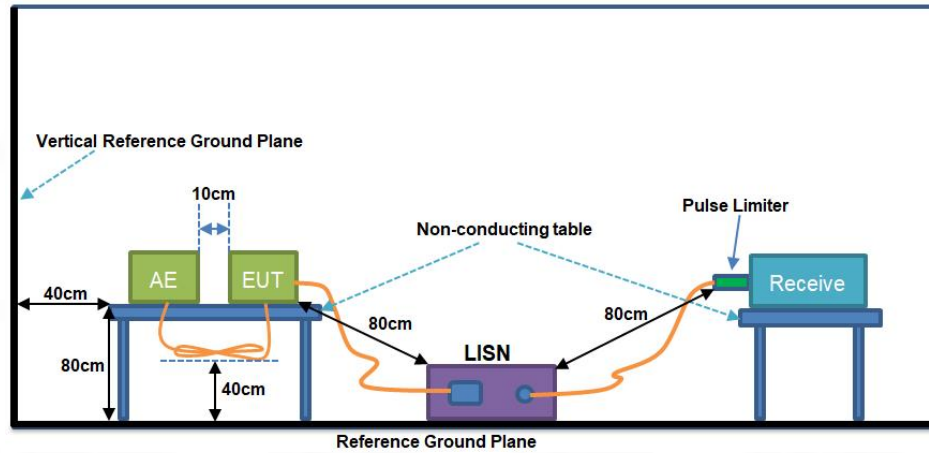 Vertical Reference Ground Plane
10cm
Pulse Limiter
Non-conducting table
AE
EUT
Receive
40cm
80cm
80cm
LISN
80cm
40cm
Reference Ground Plane